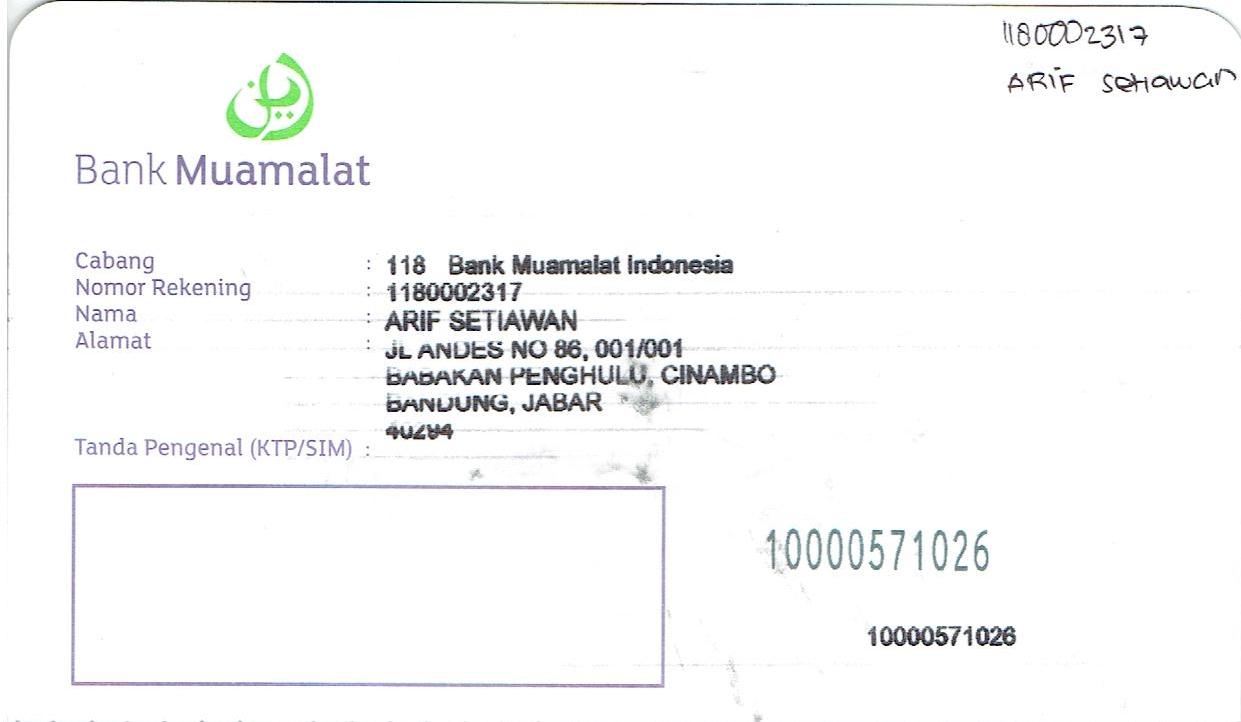 1180002317
ARIF Setiawan
Bank Muamalat
Cabang : 118 Bank Muamalat Indonesia
Nomor Rekening : 1180002317
Nama : ARIF SETIAWAN
Alamat : JL ANDES NO 86, 001/001
BABAKAN PENGHULU, CINAMBO
BANDUNG, JABAR
40294
Tanda Pengenal (KTP/SIM) :
10000571026
10000571026